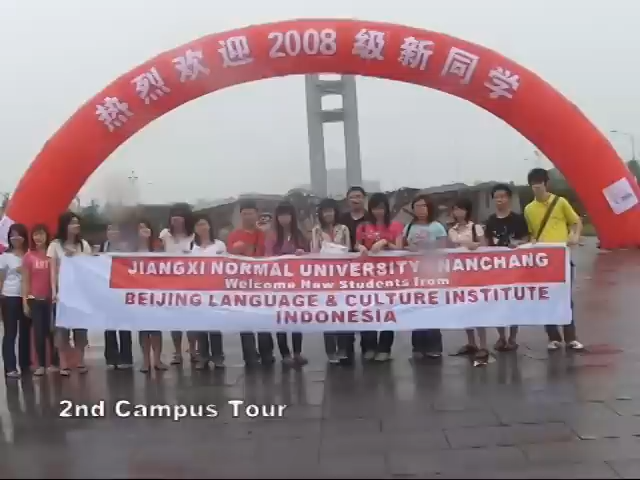 热烈欢迎2008级新同学
JIANGXI NORMAL UNIVERSITY NANCHANG
Welcome New Students from
BEIJING LANGUAGE & CULTURE INSTITUTE
INDONESIA
2nd Campus Tour